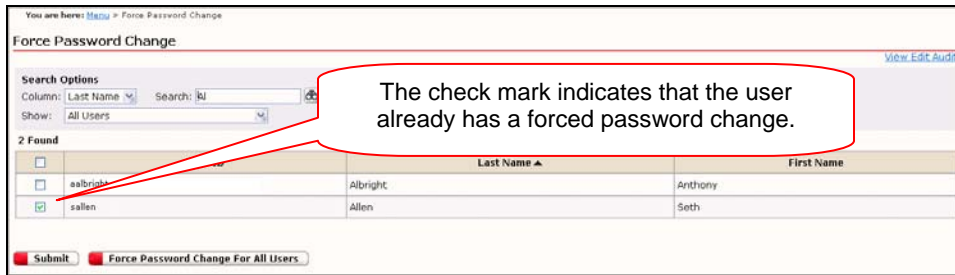 You are here: Menu > Force Password Change
Force Password Change
View Edit Audit
Search Options
Column: Last Name Search: Al
Show: All Users
The check mark indicates that the user
already has a forced password change.
2 Found
Last Name First Name
aalbright Albright Anthony
sallen Allen Seth
Submit Force Password Change For All Users